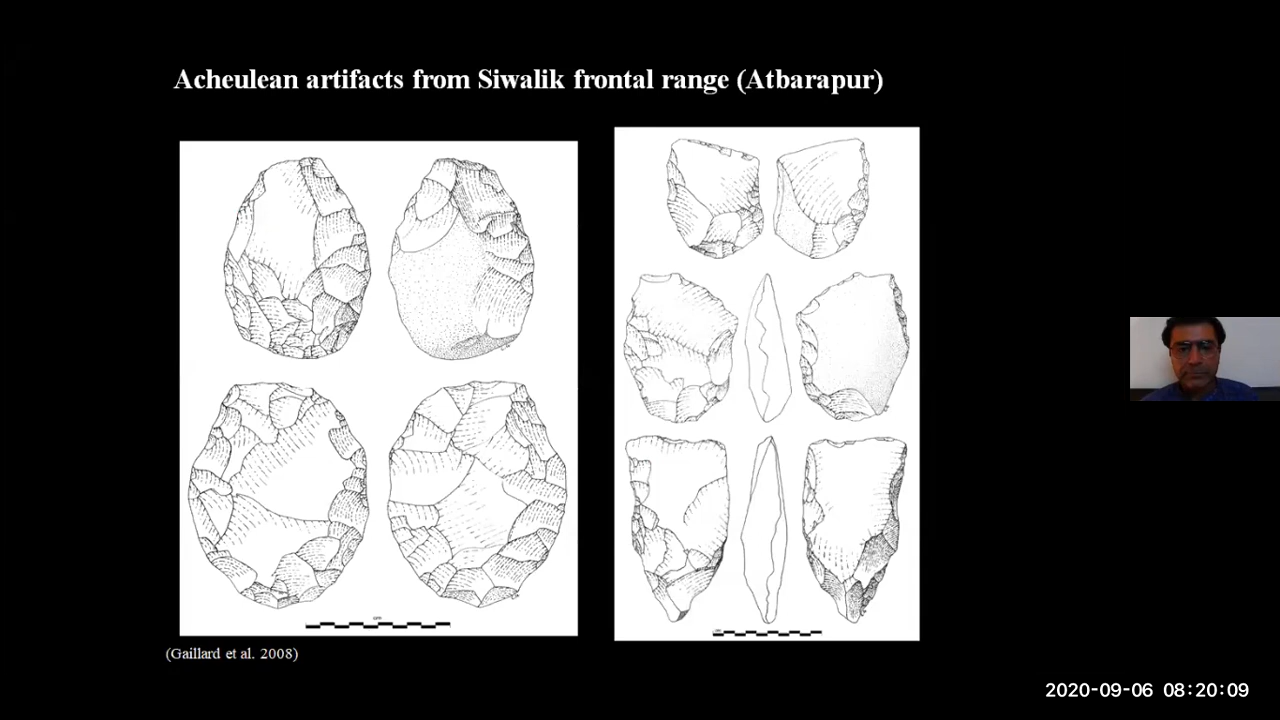 Acheulean artifacts from Siwalik frontal range (Atbarapur)
(Gaillard et al. 2008)
2020-09-06 08:20:09